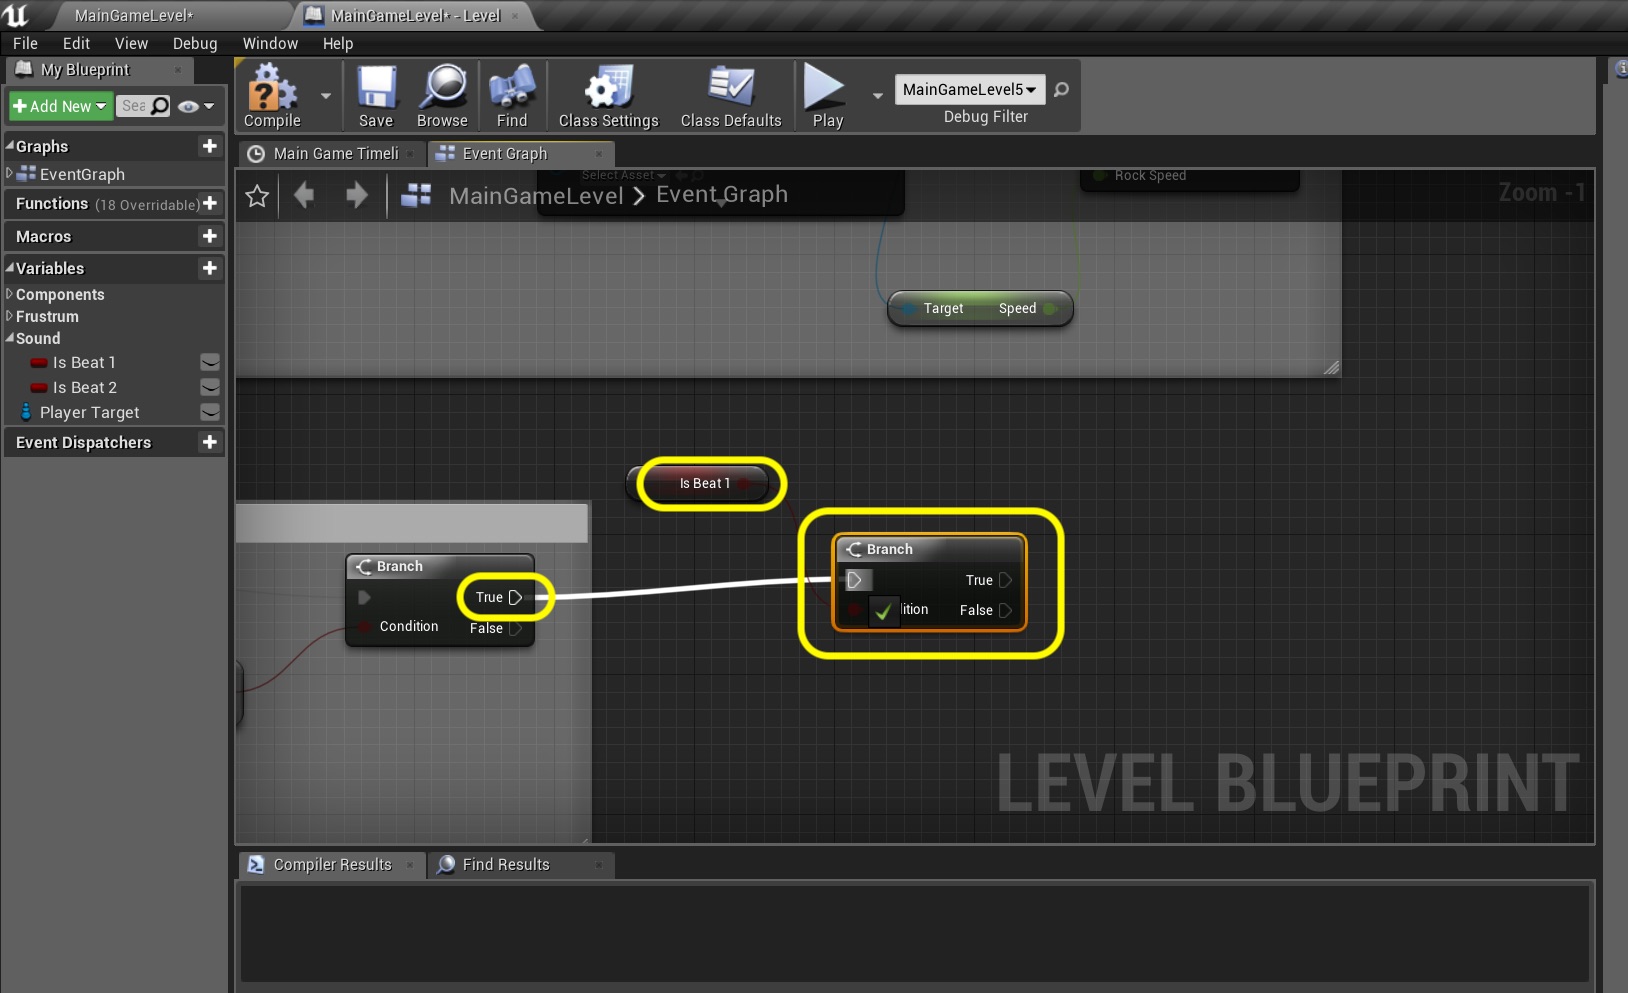 MainGameLevel*
MainGameLevel* - Level
File Edit View Debug Window Help
My Blueprint
Add New
Sea
Compile Save Browse Find Class Settings Class Defaults Play
MainGameLevel5
Debug Filter
Graphs
EventGraph
Functions (18 Overridable)
Macros
Variables
Components
Frustrum
Sound
Is Beat 1
Is Beat 2
Player Target
Event Dispatchers
Main Game Timeli
Event Graph
Select Asset
Rock Speed
MainGameLevel > Event Graph
Zoom -1
Target Speed
Is Beat 1
Branch
True
Condition False
Branch
True
ition False
LEVEL BLUEPRINT
Compiler Results
Find Results